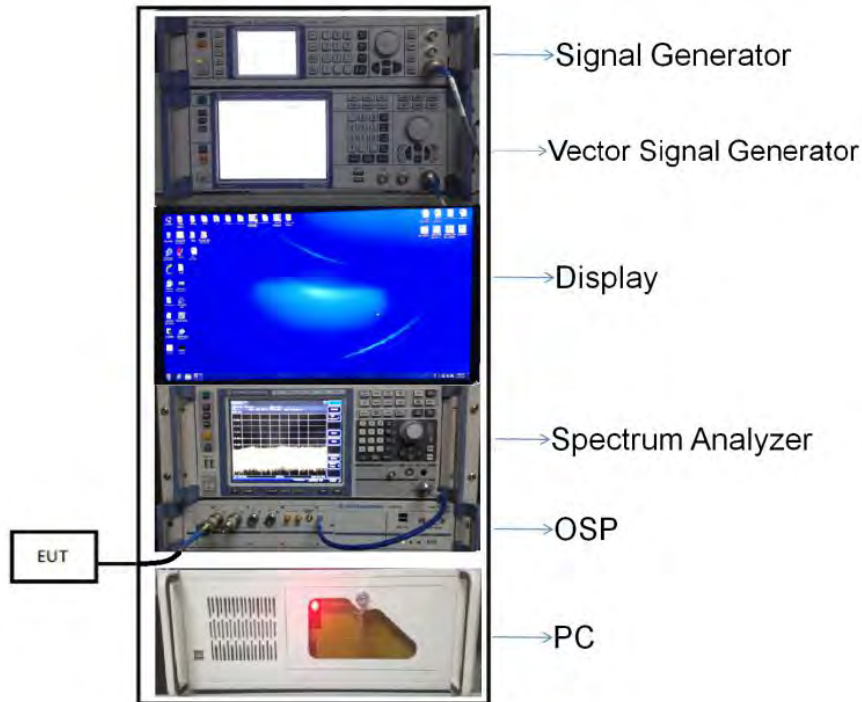 Signal Generator
Vector Signal Generator
Display
Spectrum Analyzer
OSP
EUT
PC